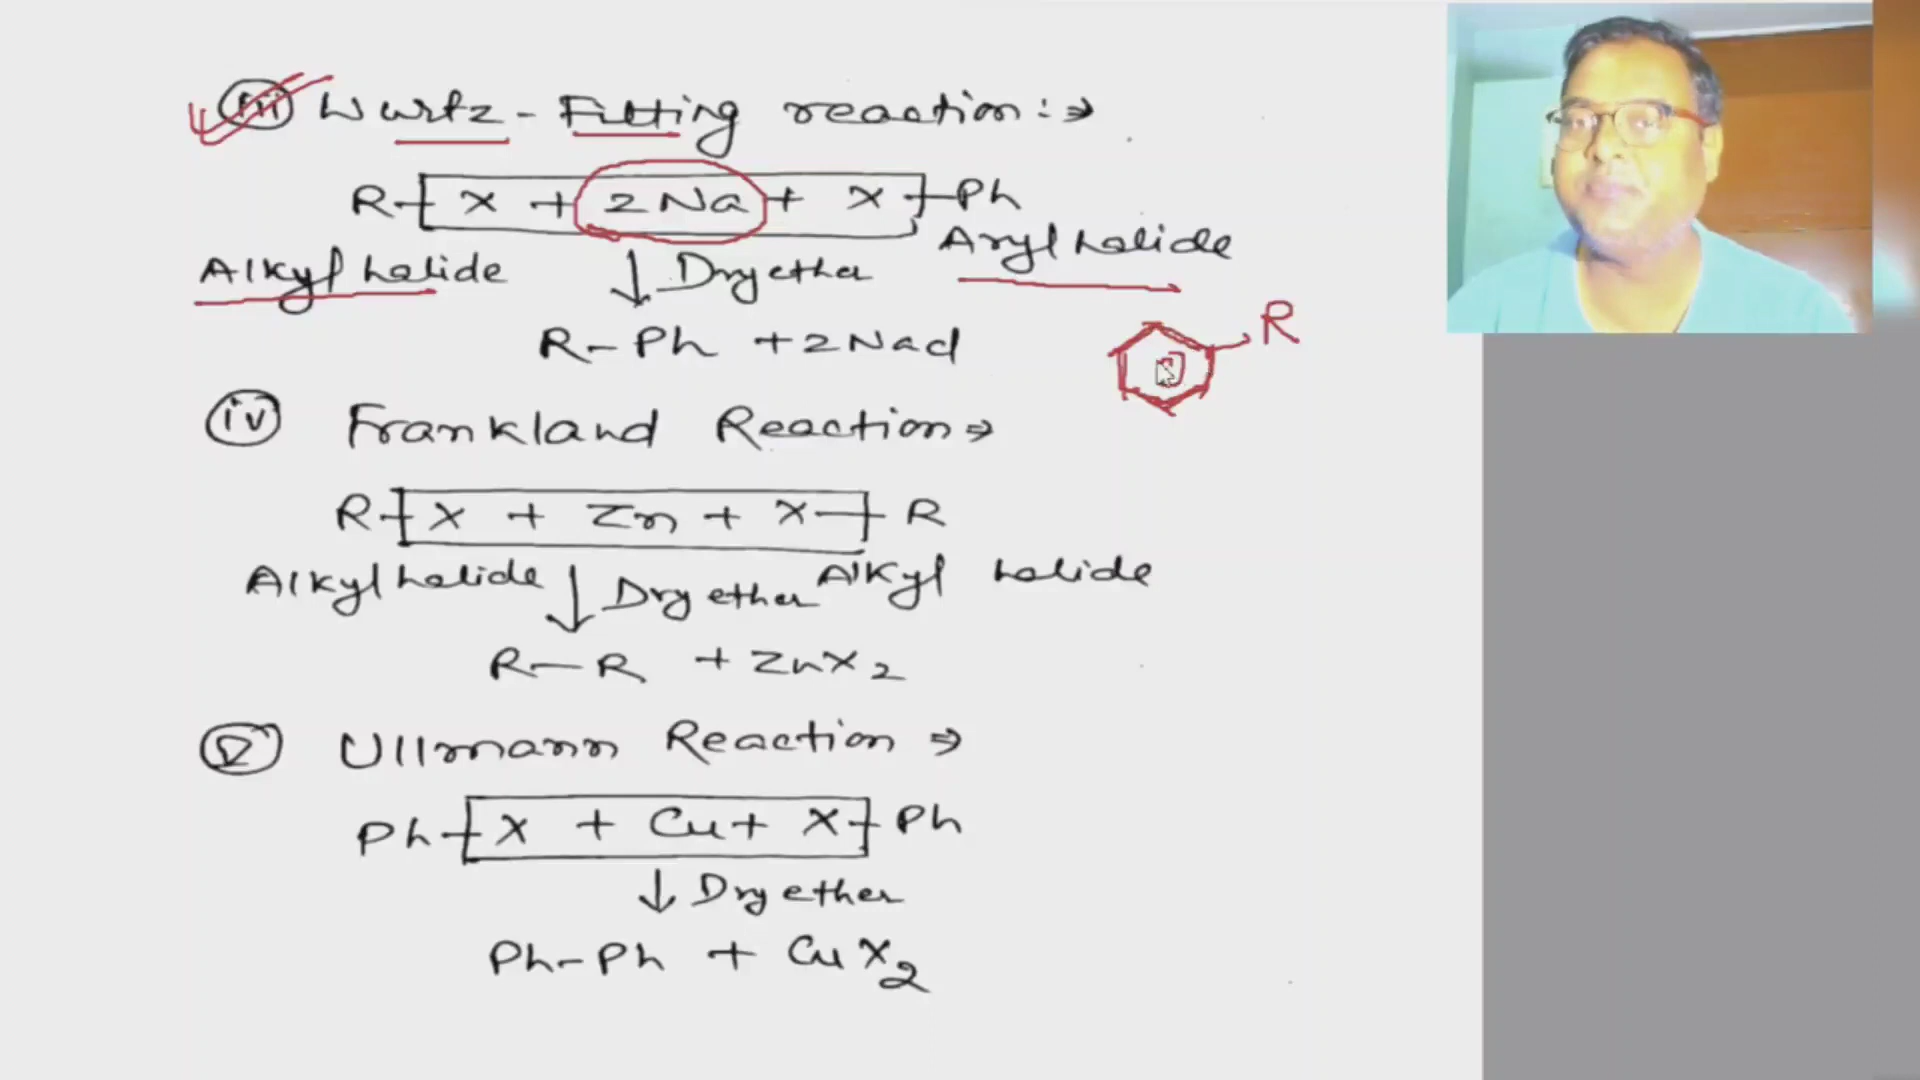 (iii) Wurtz - Fitting reaction :→
R - X + 2Na + X - Ph
Alkyl halide ↓ Dry ether Aryl halide
R - Ph + 2Nacl
R
(iv) Frankland Reaction ⇒
R - X + Zn + X - R
Alkyl halide ↓ Dry ether Alkyl halide
R - R + ZnX2
(V) Ullmann Reaction ⇒
Ph - X + Cu + X - Ph
↓ Dry ether
Ph - Ph + CuX2